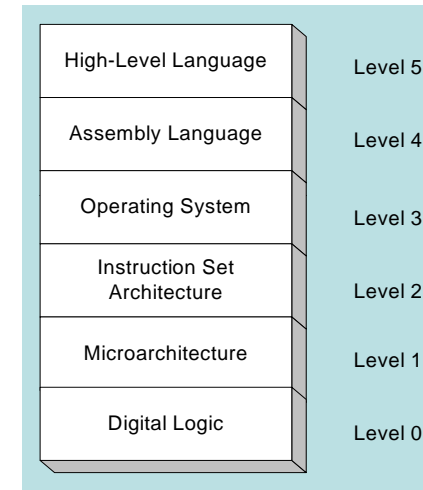 High-Level Language
Level 5
Assembly Language
Level 4
Operating System
Level 3
Instruction Set
Architecture
Level 2
Microarchitecture
Level 1
Digital Logic
Level 0